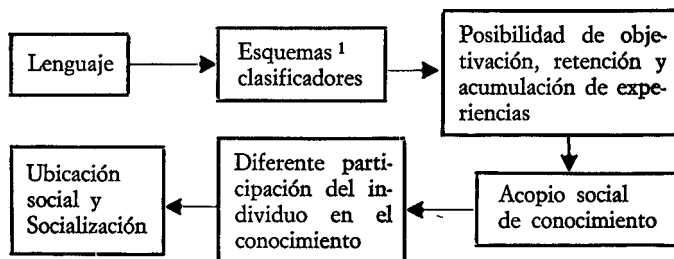 Lenguaje
Esquemas ¹
clasificadores
Posibilidad de obje-
tivación, retención y
acumulación de expe-
riencias
Acopio social
de conocimiento
Diferente parti-
cipación del in-
dividuo en el
conocimiento
Ubicación
social y
Socialización